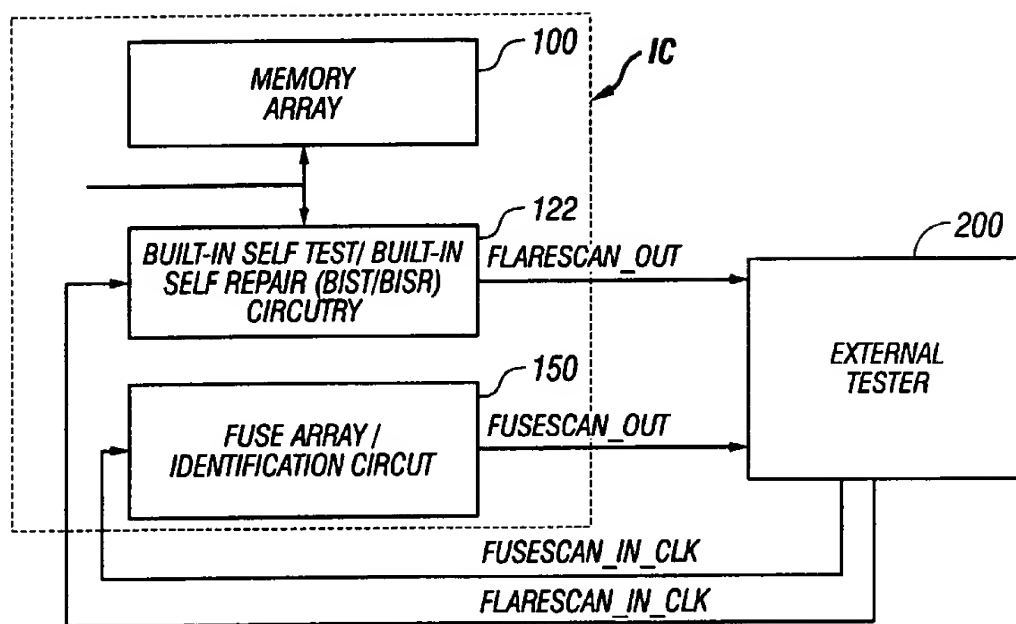 100
IC
MEMORY
ARRAY
122
BUILT-IN SELF TEST/ BUILT-IN
SELF REPAIR (BIST/BISR)
CIRCUTRY
FLARESCAN_OUT
200
EXTERNAL
TESTER
150
FUSE ARRAY /
IDENTIFICATION CIRCUT
FUSESCAN_OUT
FUSESCAN_IN_CLK
FLARESCAN_IN_CLK